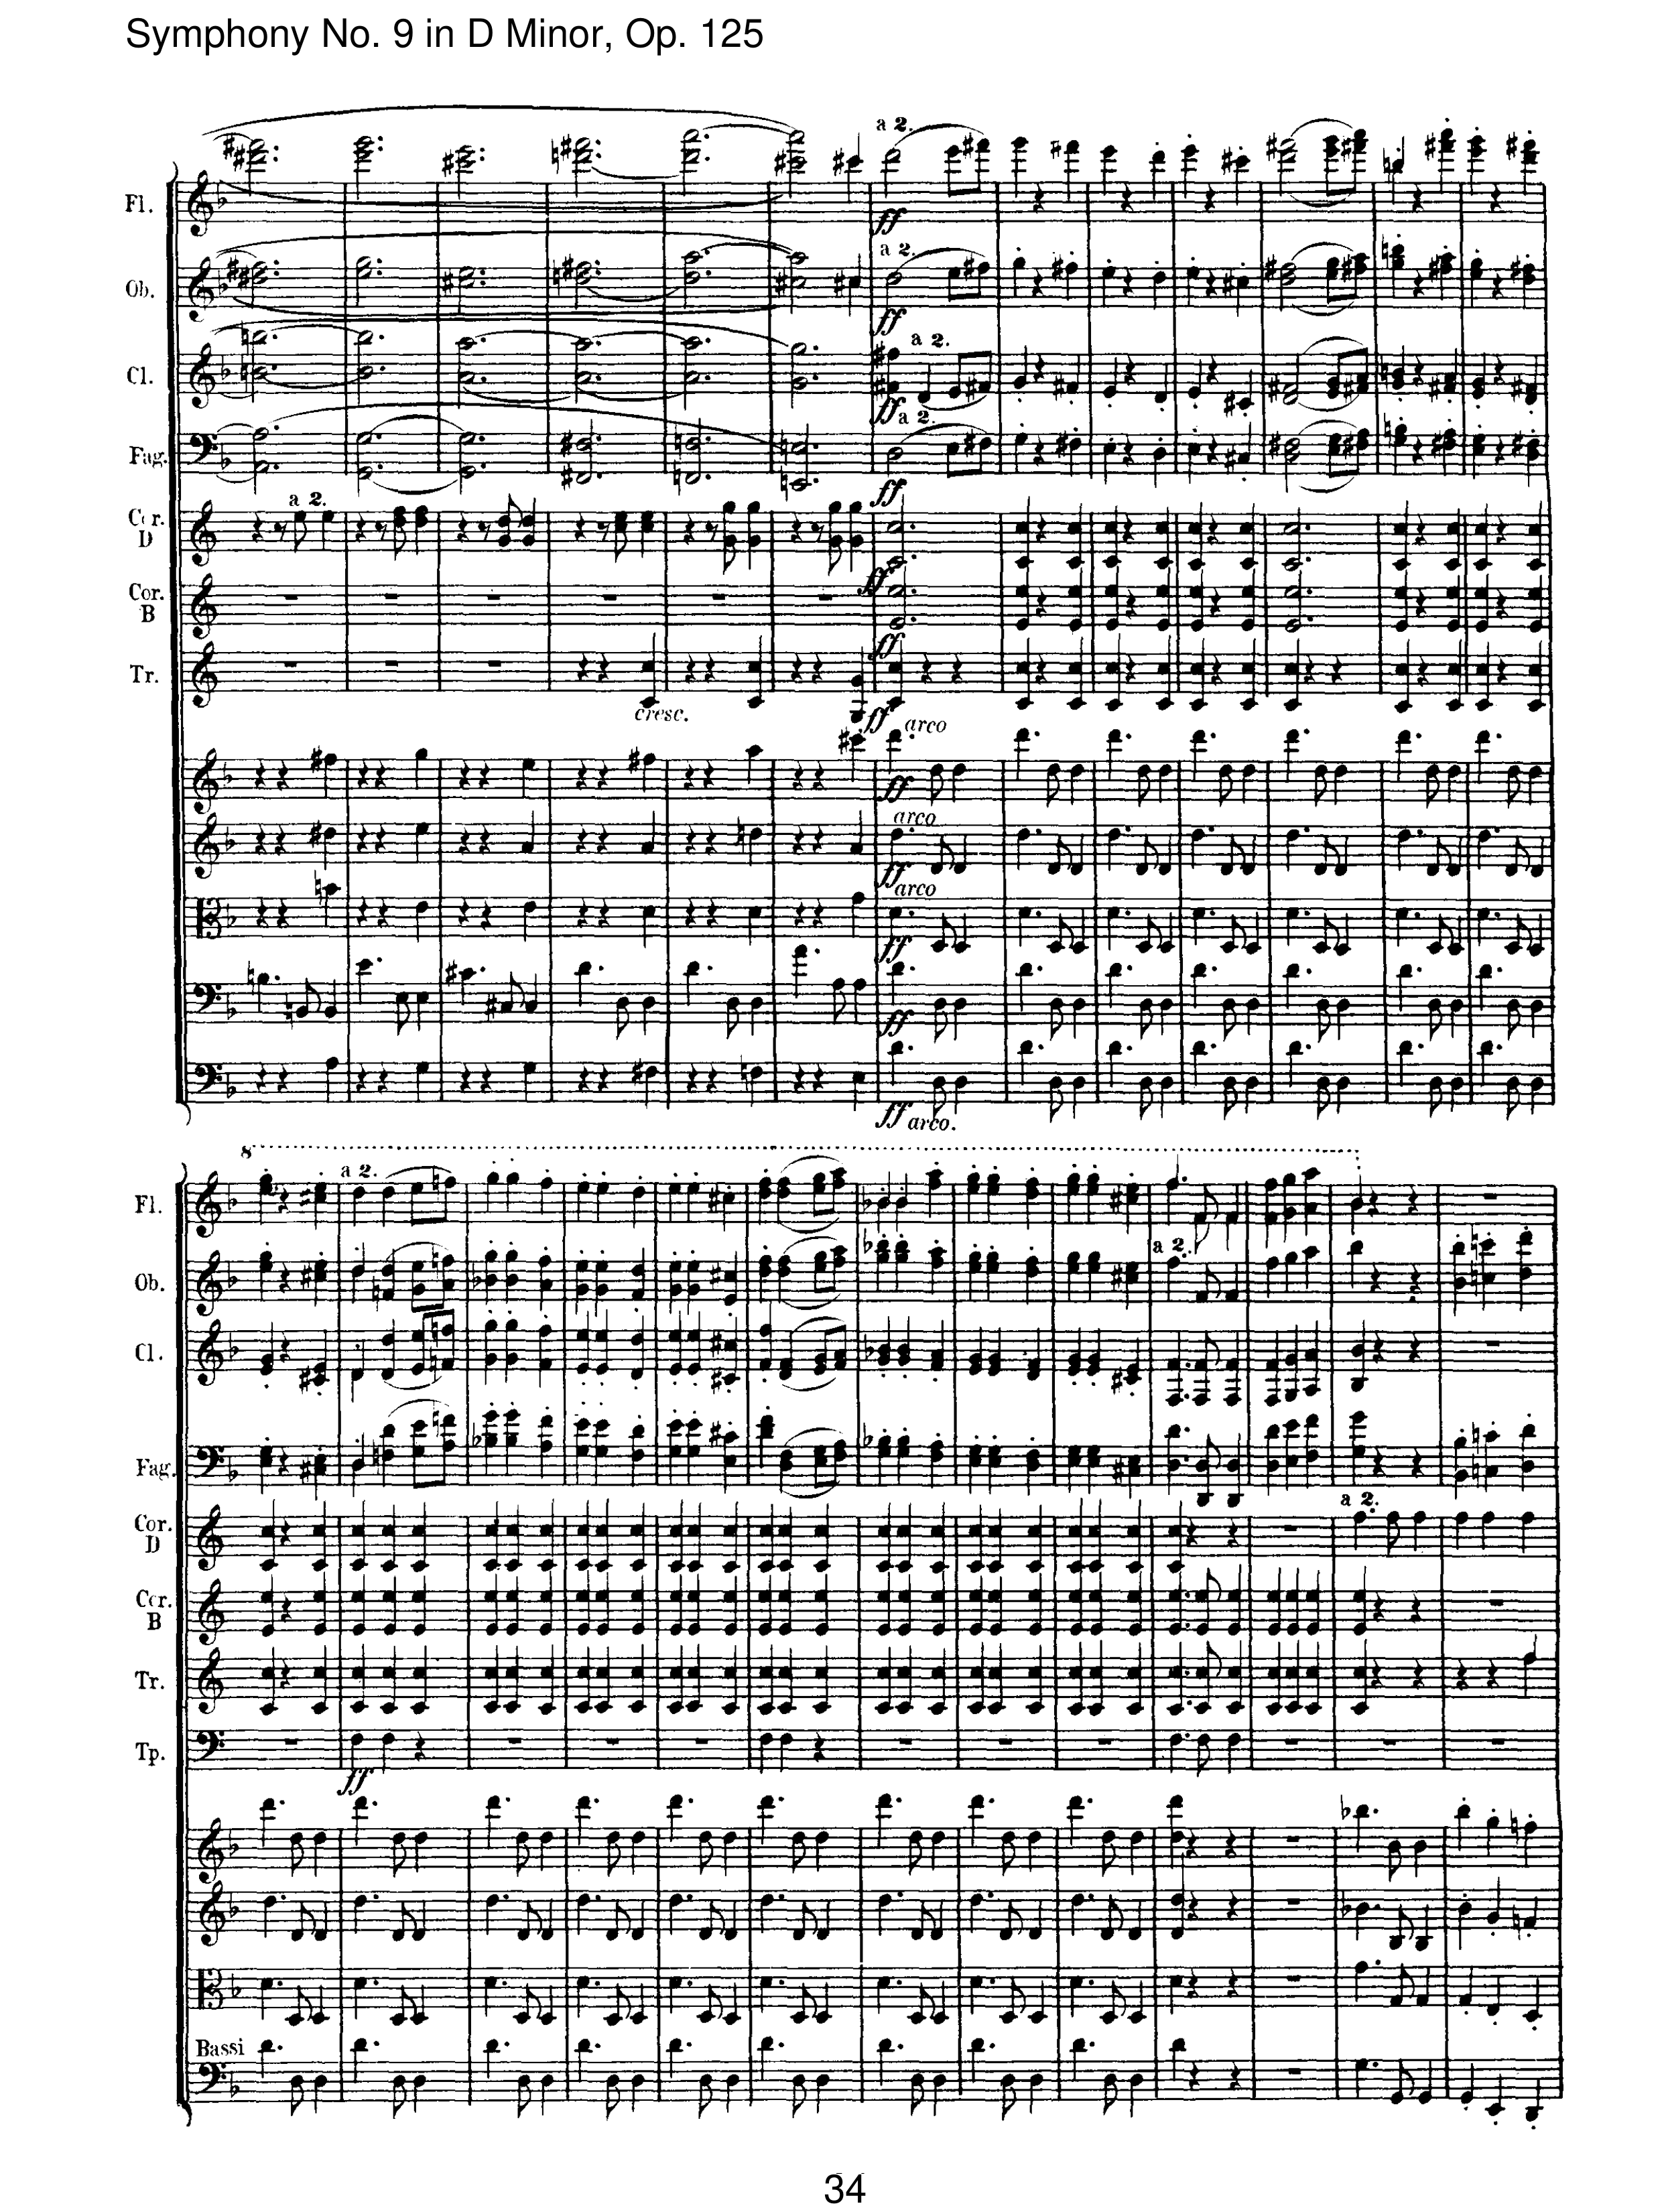 Symphony No. 9 in D Minor, Op. 125
a 2.
Fl.
ff
a 2.
Ob.
ff
a 2.
Cl.
ff
a 2.
Fag.
ff
a 2.
Cor.
D
ff
Cor.
B
ff
Tr.
cresc.
ff
arco
ff
arco
ff
arco
ff
ff
ff arco.
8
a 2.
Fl.
a 2.
Ob.
Cl.
Fag.
a 2.
Cor.
D
Cor.
B
Tr.
Tp.
ff
Bassi
34